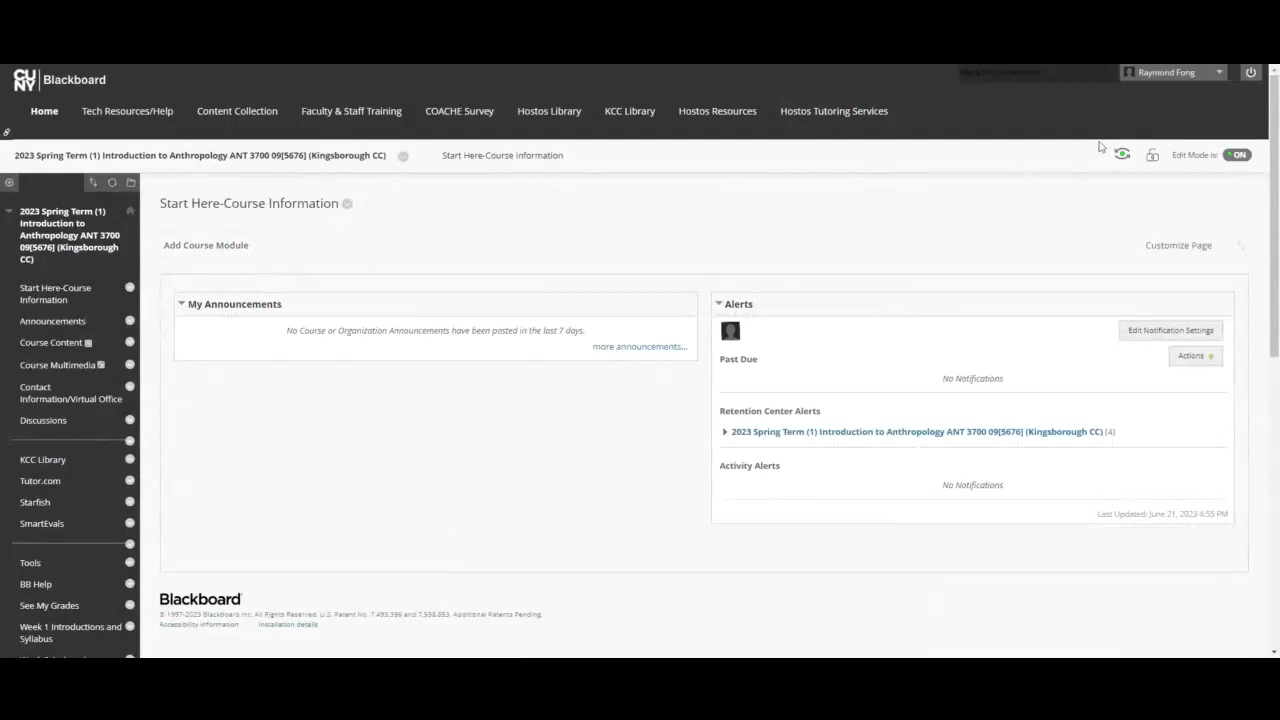 CU
NY
Blackboard
Raymond Fong
Home
Tech Resources/Help
Content Collection
Faculty & Staff Training
COACHE Survey
Hostos Library
KCC Library
Hostos Resources
Hostos Tutoring Services
2023 Spring Term (1) Introduction to Anthropology ANT 3700 09[5676] (Kingsborough CC)
Start Here-Course Information
Edit Mode is:
ON
2023 Spring Term (1)
Introduction to
Anthropology ANT 3700
09[5676] (Kingsborough
CC)
Start Here-Course
Information
Announcements
Course Content
Course Multimedia
Contact
Information/Virtual Office
Discussions
KCC Library
Tutor.com
Starfish
SmartEvals
Tools
BB Help
See My Grades
Week 1 Introductions and
Syllabus
Start Here-Course Information
Add Course Module
Customize Page
My Announcements
No Course or Organization Announcements have been posted in the last 7 days.
more announcements...
Alerts
Edit Notification Settings
Actions
Past Due
No Notifications
Retention Center Alerts
2023 Spring Term (1) Introduction to Anthropology ANT 3700 09[5676] (Kingsborough CC) (4)
Activity Alerts
No Notifications
Last Updated: June 21, 2023 4:55 PM
Blackboard
© 1997-2023 Blackboard Inc. All Rights Reserved. U.S. Patent No. 7,493,396 and 7,558,853. Additional Patents Pending.
Accessibility information
Installation details